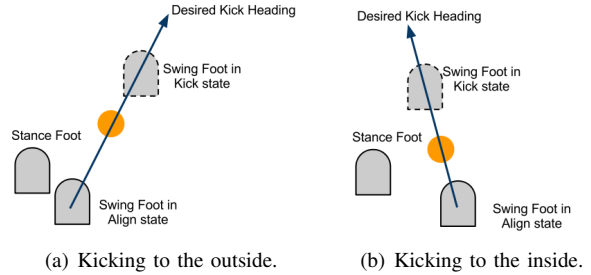 Desired Kick Heading
Swing Foot in
Kick state
Stance Foot
Swing Foot in
Align state
(a) Kicking to the outside.
Desired Kick Heading
Swing Foot in
Kick state
Stance Foot
Swing Foot in
Align state
(b) Kicking to the inside.